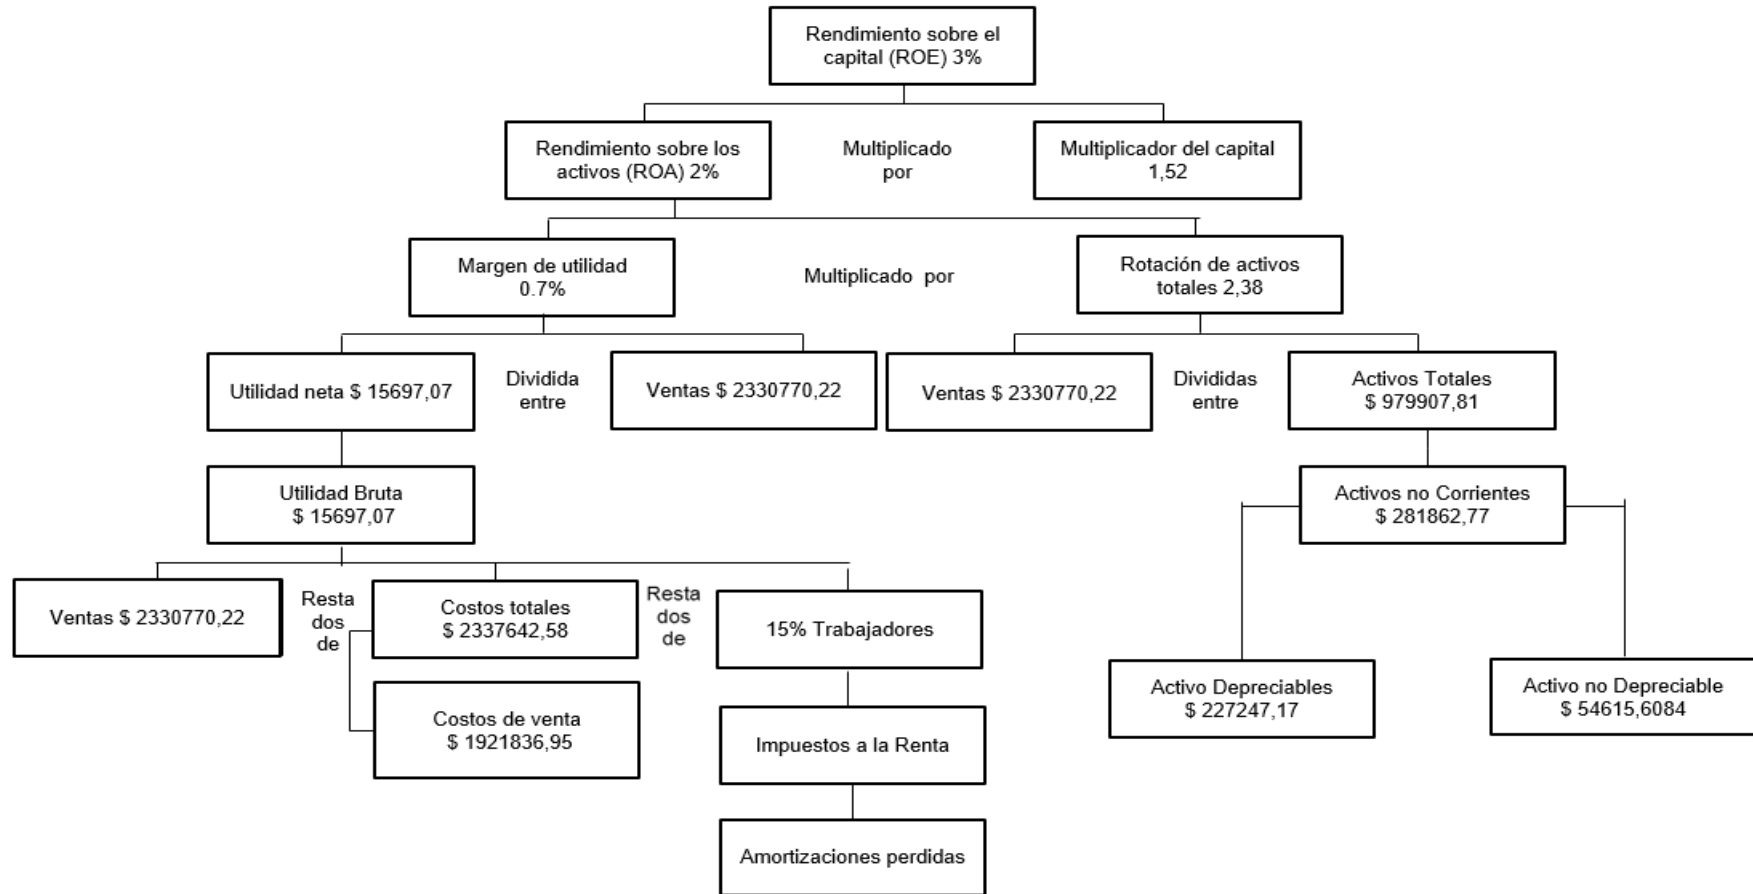 Rendimiento sobre el
capital (ROE) 3%
Rendimiento sobre los
activos (ROA) 2%
Multiplicado
por
Multiplicador del capital
1,52
Margen de utilidad
0.7%
Multiplicado por
Rotación de activos
totales 2,38
Utilidad neta $ 15697,07
Dividida
entre
Ventas $ 2330770,22
Ventas $ 2330770,22
Divididas
entre
Activos Totales
$ 979907,81
Utilidad Bruta
$ 15697,07
Activos no Corrientes
$ 281862,77
Ventas $ 2330770,22
Resta
dos
de
Costos totales
$ 2337642,58
Resta
dos
de
15% Trabajadores
Costos de venta
$ 1921836,95
Impuestos a la Renta
Amortizaciones perdidas
Activo Depreciables
$ 227247,17
Activo no Depreciable
$ 54615,6084